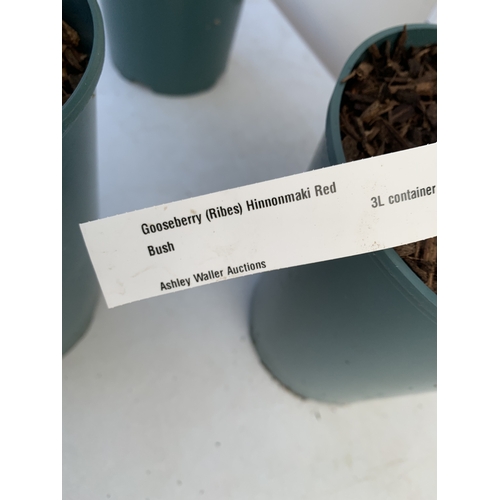 Gooseberry (Ribes) Hinnonmaki Red
3L container
Bush
Ashley Waller Auctions